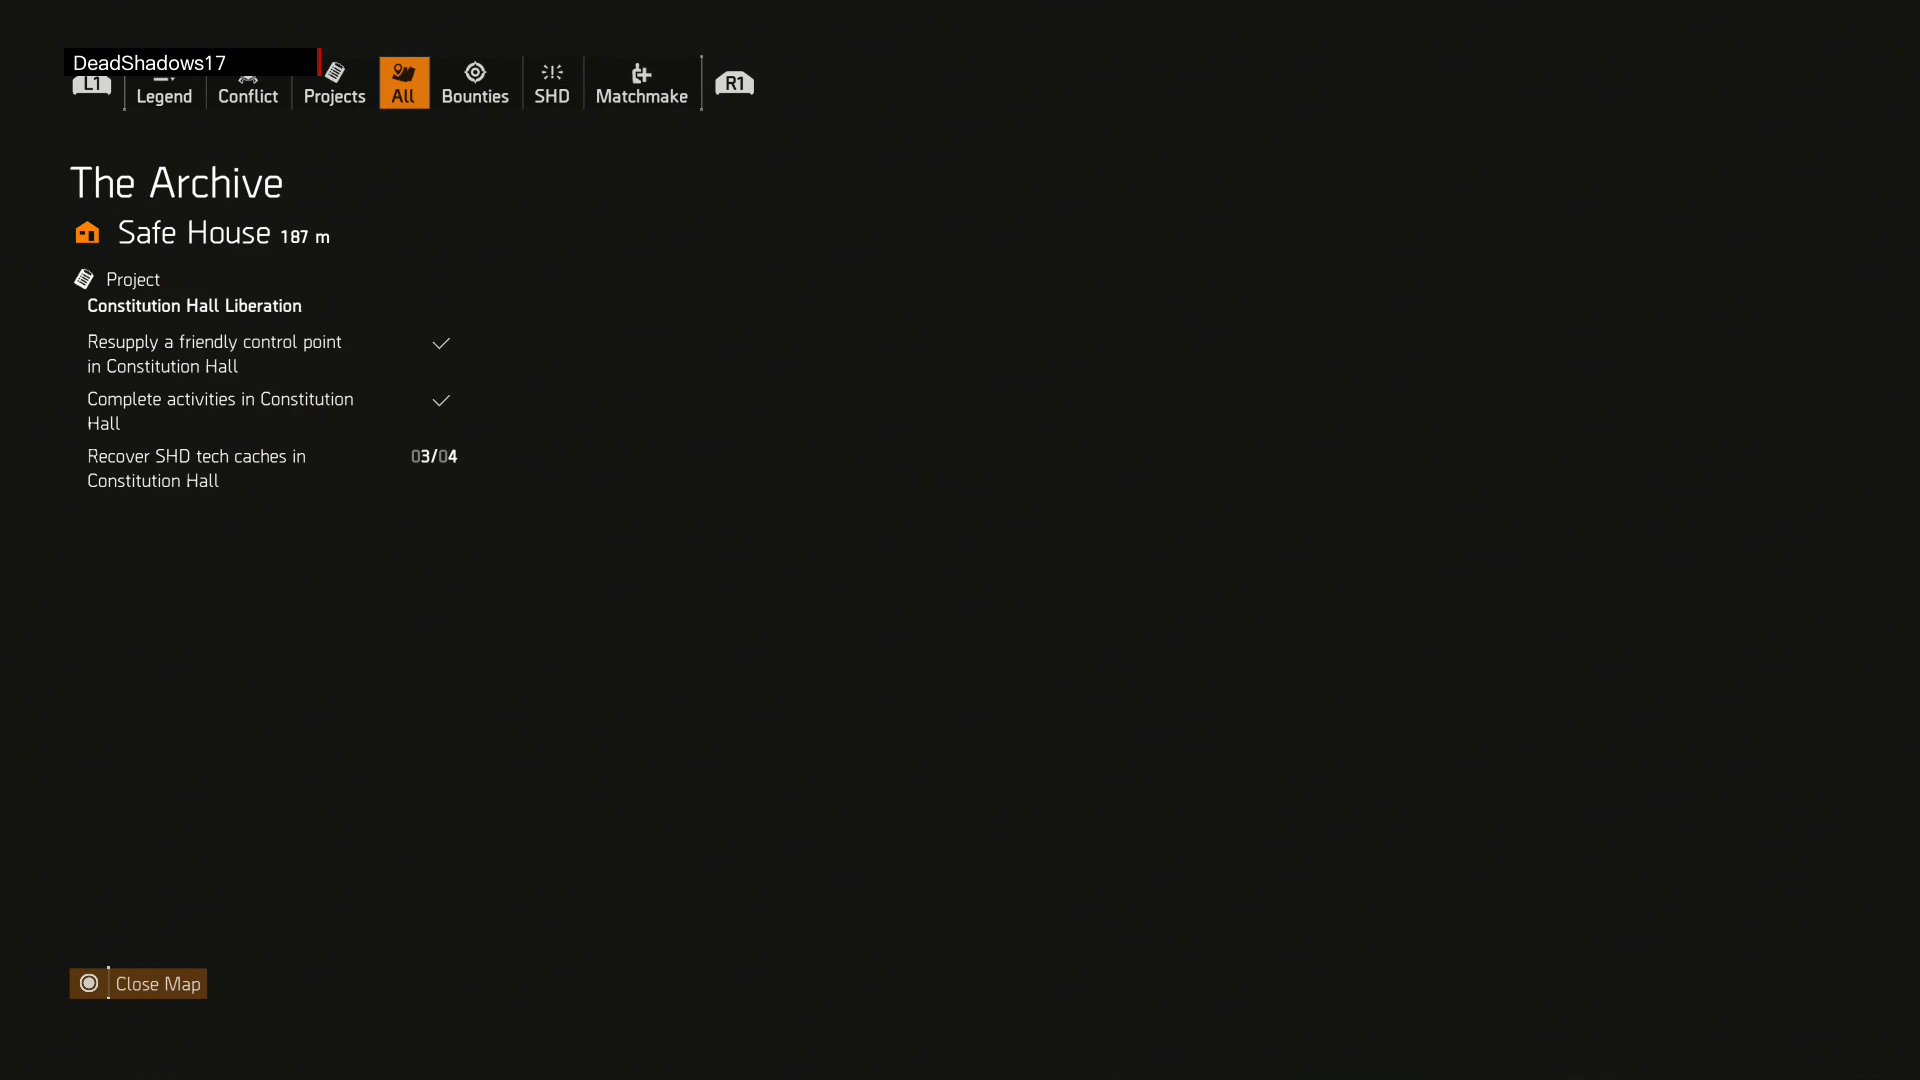 DeadShadows17
L1
Legend
Conflict
Projects
All
Bounties
SHD
Matchmake
R1
The Archive
Safe House 187 m
Project
Constitution Hall Liberation
Resupply a friendly control point
in Constitution Hall
Complete activities in Constitution
Hall
Recover SHD tech caches in 03/04
Constitution Hall
Close Map